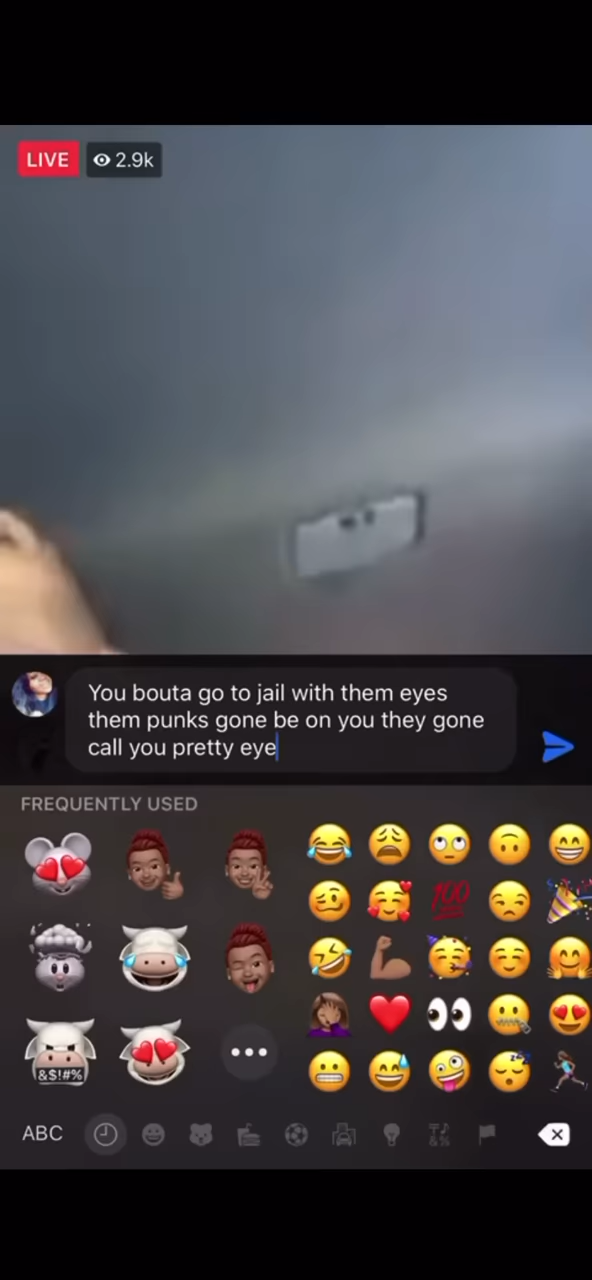 LIVE 2.9k
You bouta go to jail with them eyes
them punks gone be on you they gone
call you pretty eye
FREQUENTLY USED
100
&$!#%
ABC